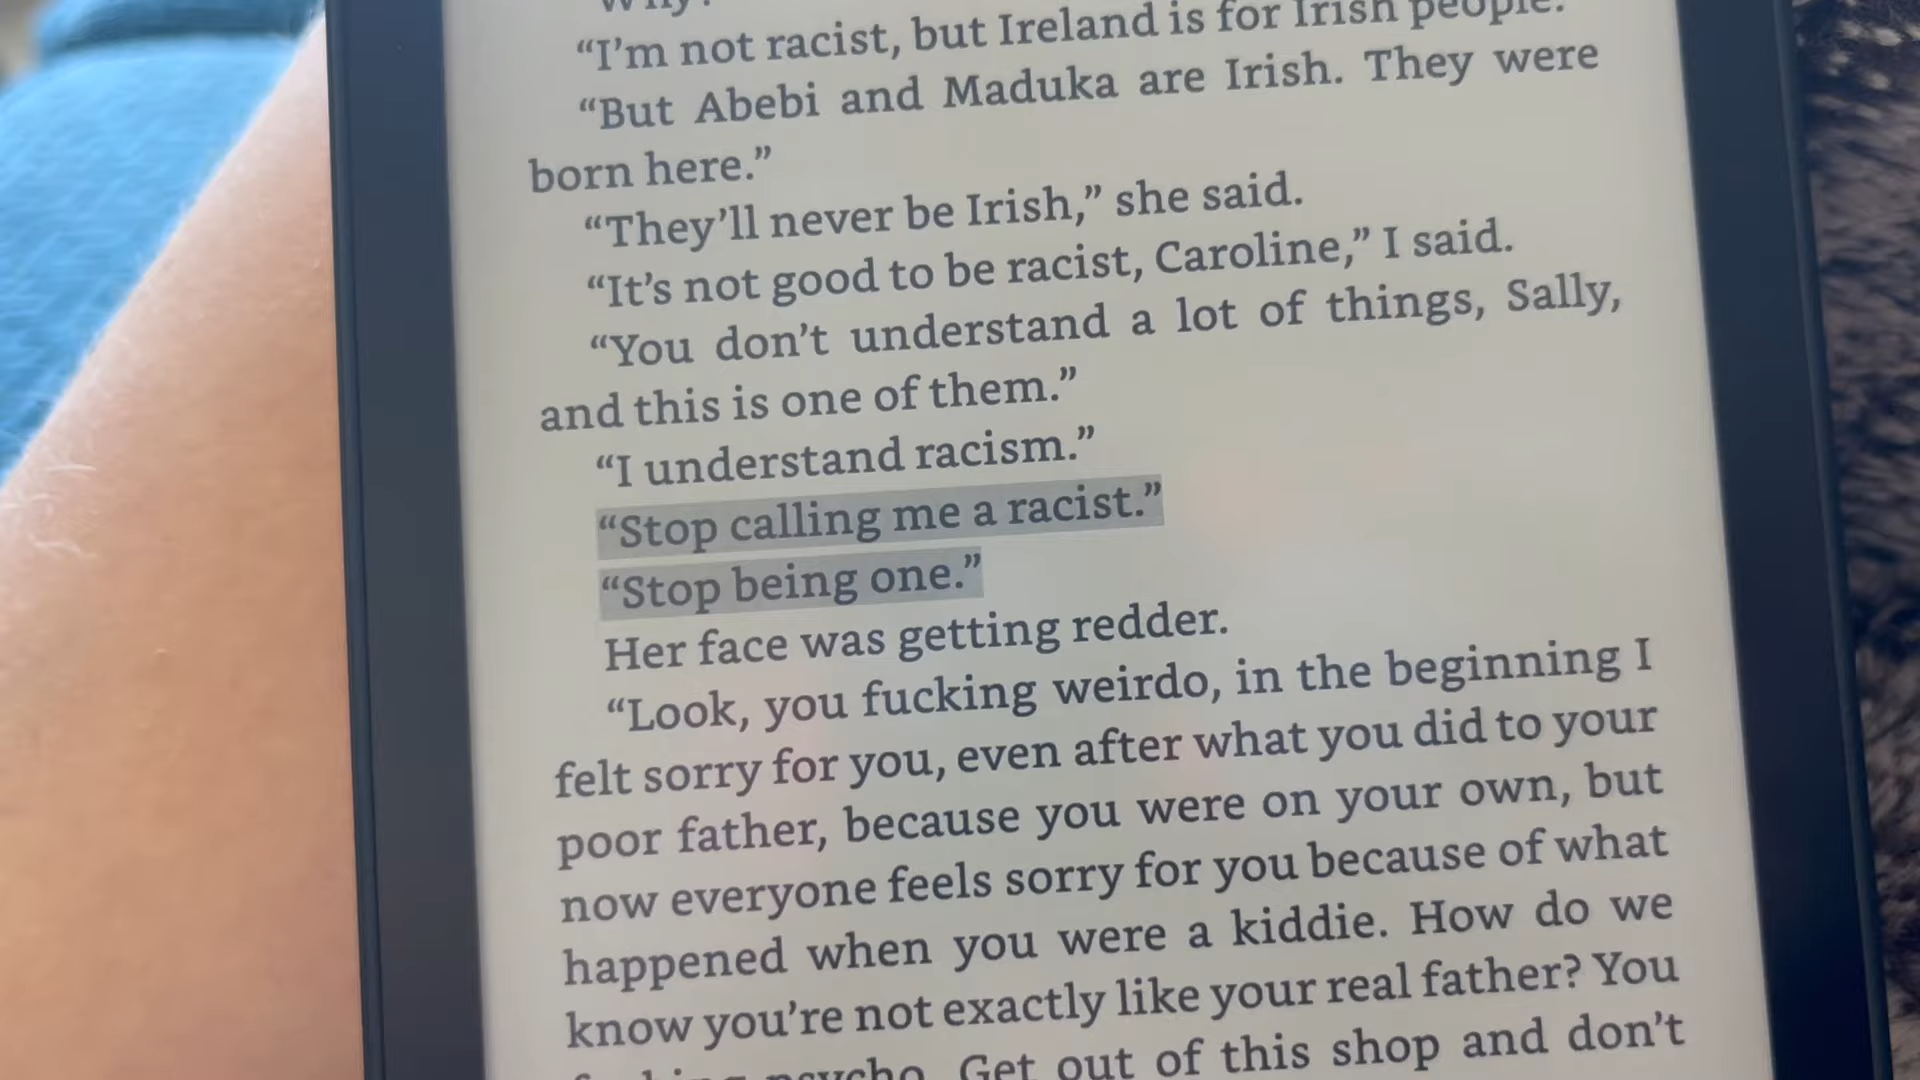 Why?
“I’m not racist, but Ireland is for Irish people.
“But Abebi and Maduka are Irish. They were
born here.”
“They’ll never be Irish,” she said.
“It’s not good to be racist, Caroline,” I said.
“You don’t understand a lot of things, Sally,
and this is one of them.”
“I understand racism.”
“Stop calling me a racist.”
“Stop being one.”
Her face was getting redder.
“Look, you fucking weirdo, in the beginning I
felt sorry for you, even after what you did to your
poor father, because you were on your own, but
now everyone feels sorry for you because of what
happened when you were a kiddie. How do we
know you’re not exactly like your real father? You
psycho. Get out of this shop and don’t